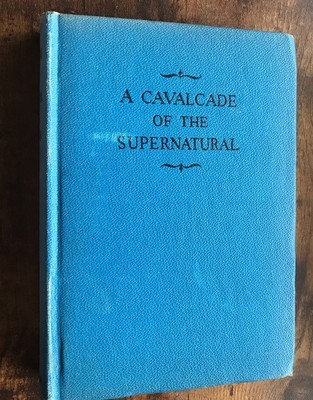 A CAVALCADE
OF THE
SUPERNATURAL